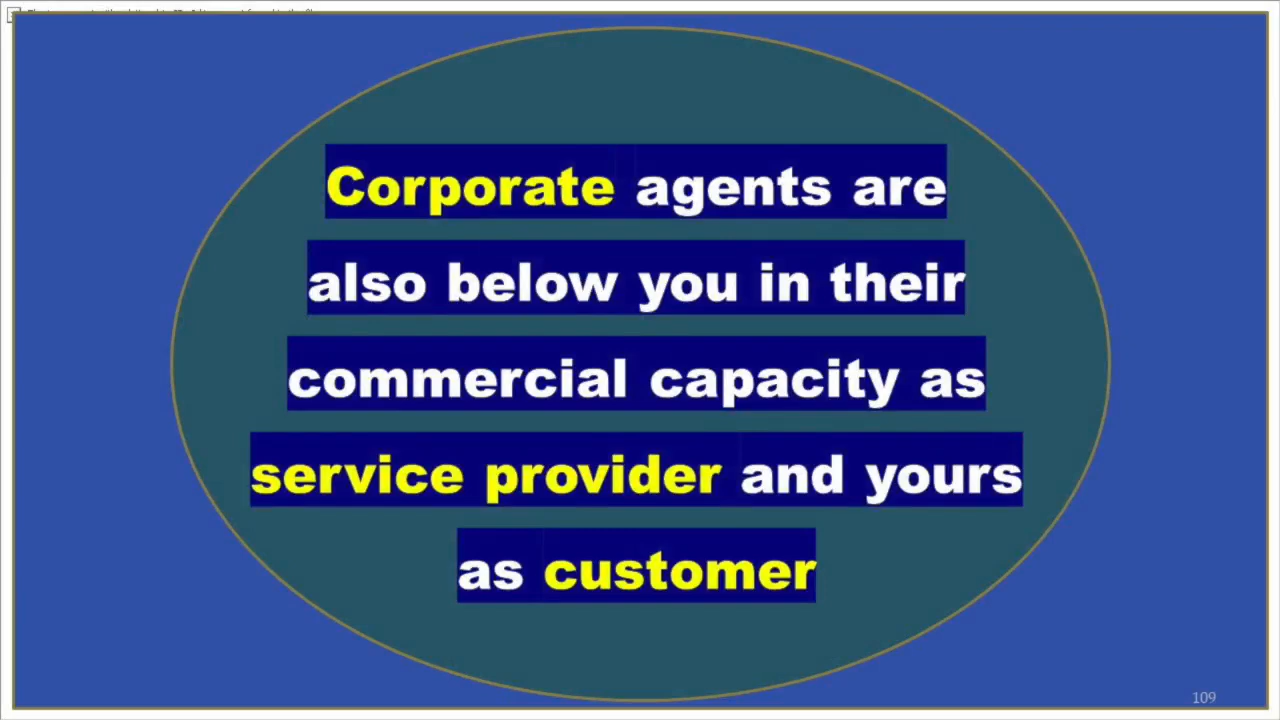 Corporate agents are
also below you in their
commercial capacity as
service provider and yours
as customer
109